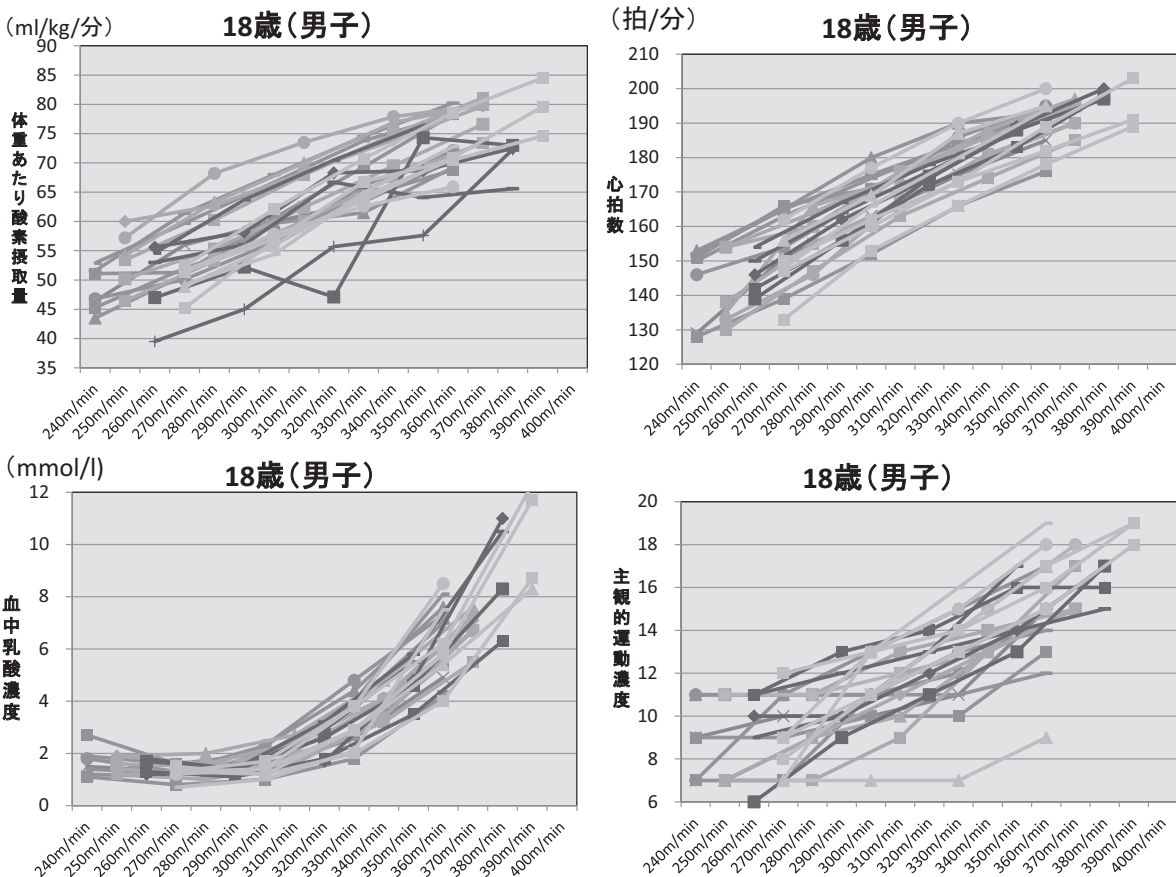 （ml/kg/分）
18歳（男子）
90
85
80
75
70
65
60
55
50
45
40
35
体重あたり酸素摂取量
240m/min
250m/min
260m/min
270m/min
280m/min
290m/min
300m/min
310m/min
320m/min
330m/min
340m/min
350m/min
360m/min
370m/min
380m/min
390m/min
400m/min
（拍/分）
18歳（男子）
210
200
190
180
170
160
150
140
130
120
心拍数
240m/min
250m/min
260m/min
270m/min
280m/min
290m/min
300m/min
310m/min
320m/min
330m/min
340m/min
350m/min
360m/min
370m/min
380m/min
390m/min
400m/min
（mmol/l)
18歳（男子）
12
10
8
6
4
2
0
血中乳酸濃度
240m/min
250m/min
260m/min
270m/min
280m/min
290m/min
300m/min
310m/min
320m/min
330m/min
340m/min
350m/min
360m/min
370m/min
380m/min
390m/min
400m/min
18歳（男子）
20
18
16
14
12
10
8
6
主観的運動濃度
240m/min
250m/min
260m/min
270m/min
280m/min
290m/min
300m/min
310m/min
320m/min
330m/min
340m/min
350m/min
360m/min
370m/min
380m/min
390m/min
400m/min